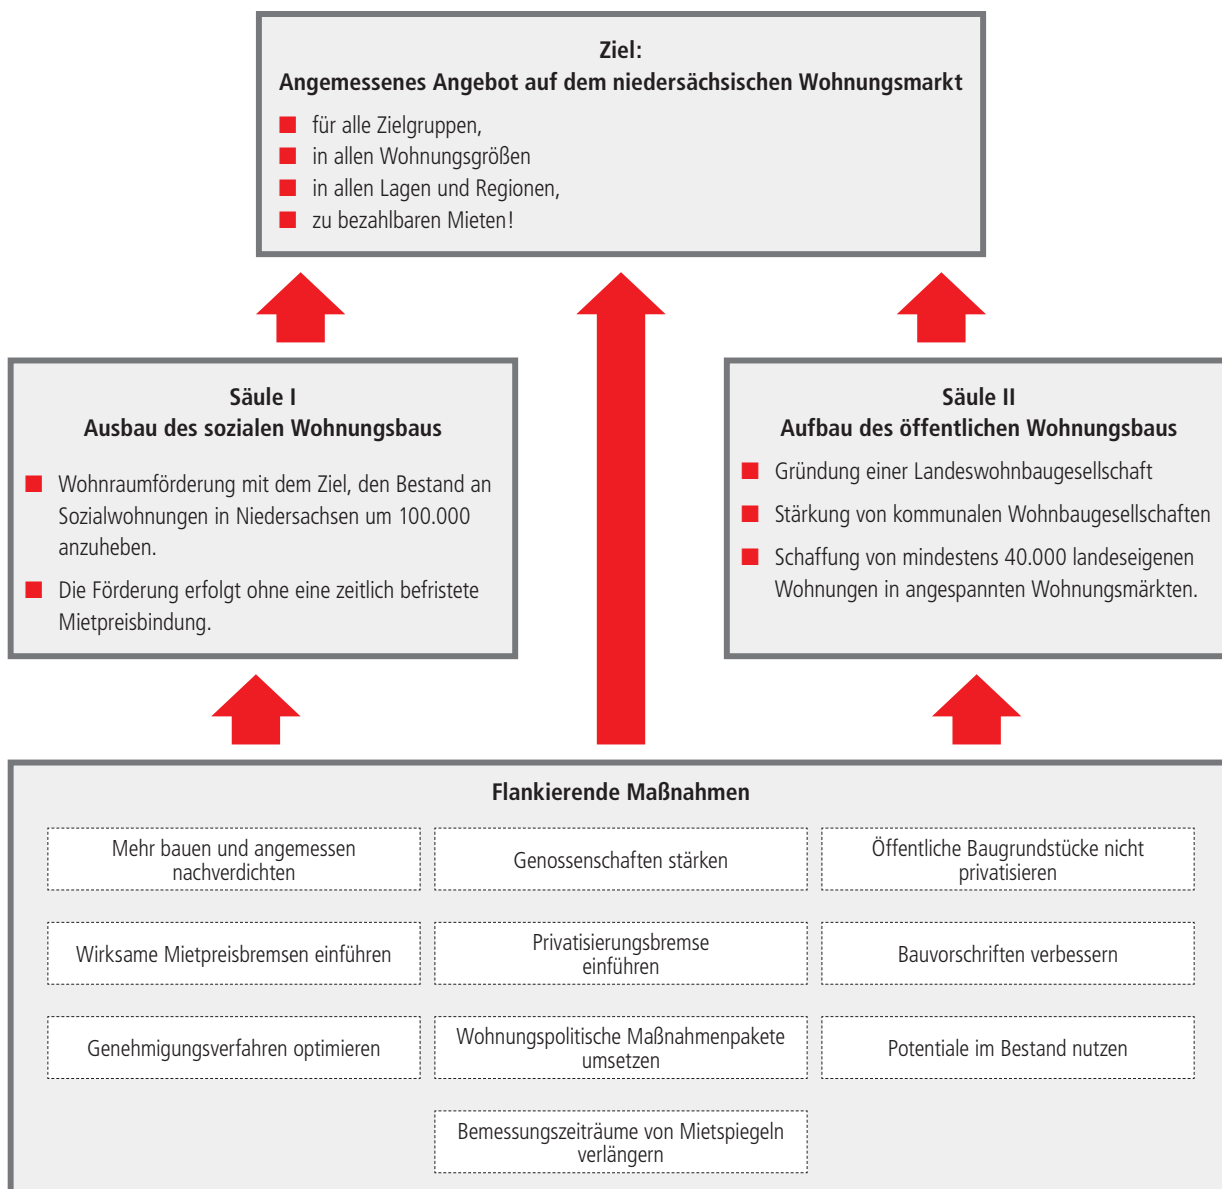 Ziel:
Angemessenes Angebot auf dem niedersächsischen Wohnungsmarkt
für alle Zielgruppen,
in allen Wohnungsgrößen
in allen Lagen und Regionen,
zu bezahlbaren Mieten!
Säule I
Ausbau des sozialen Wohnungsbaus
Wohnraumförderung mit dem Ziel, den Bestand an
Sozialwohnungen in Niedersachsen um 100.000
anzuheben.
Die Förderung erfolgt ohne eine zeitlich befristete
Mietpreisbindung.
Säule II
Aufbau des öffentlichen Wohnungsbaus
Gründung einer Landeswohnbaugesellschaft
Stärkung von kommunalen Wohnbaugesellschaften
Schaffung von mindestens 40.000 landeseigenen
Wohnungen in angespannten Wohnungsmärkten.
Flankierende Maßnahmen
Mehr bauen und angemessen
nachverdichten
Genossenschaften stärken
Öffentliche Baugrundstücke nicht
privatisieren
Wirksame Mietpreisbremsen einführen
Privatisierungsbremse
einführen
Bauvorschriften verbessern
Genehmigungsverfahren optimieren
Wohnungspolitische Maßnahmenpakete
umsetzen
Potentiale im Bestand nutzen
Bemessungszeiträume von Mietspiegeln
verlängern